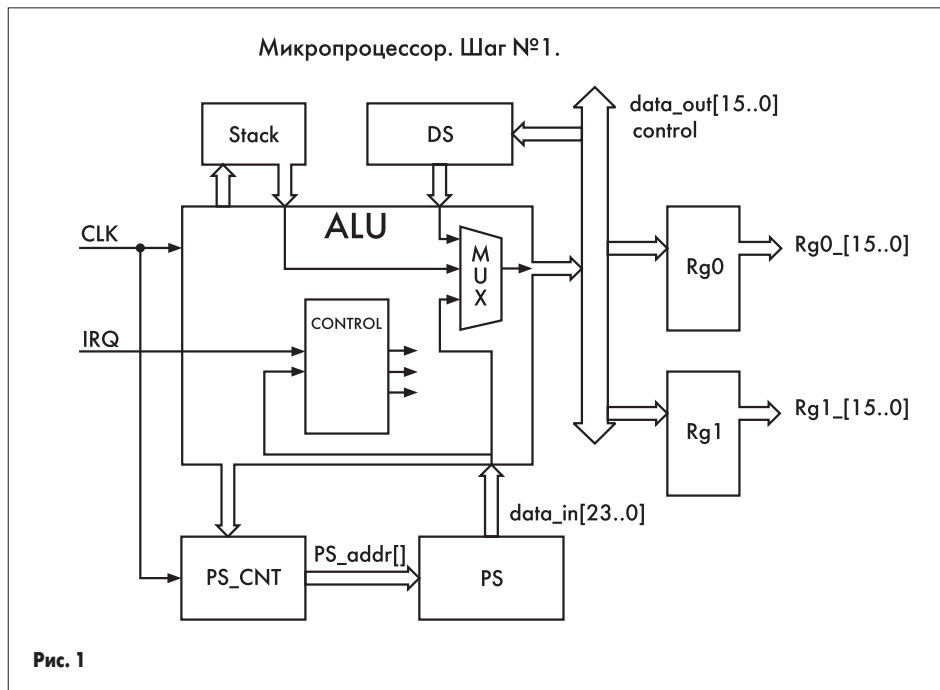 Микропроцессор. Шаг №1.
Stack
DS
data_out[15..0]
control
CLK
ALU
MUX
Rg0
Rg0_[15..0]
IRQ
CONTROL
Rg1
Rg1_[15..0]
data_in[23..0]
PS_CNT
PS_addr[]
PS
Рис. 1